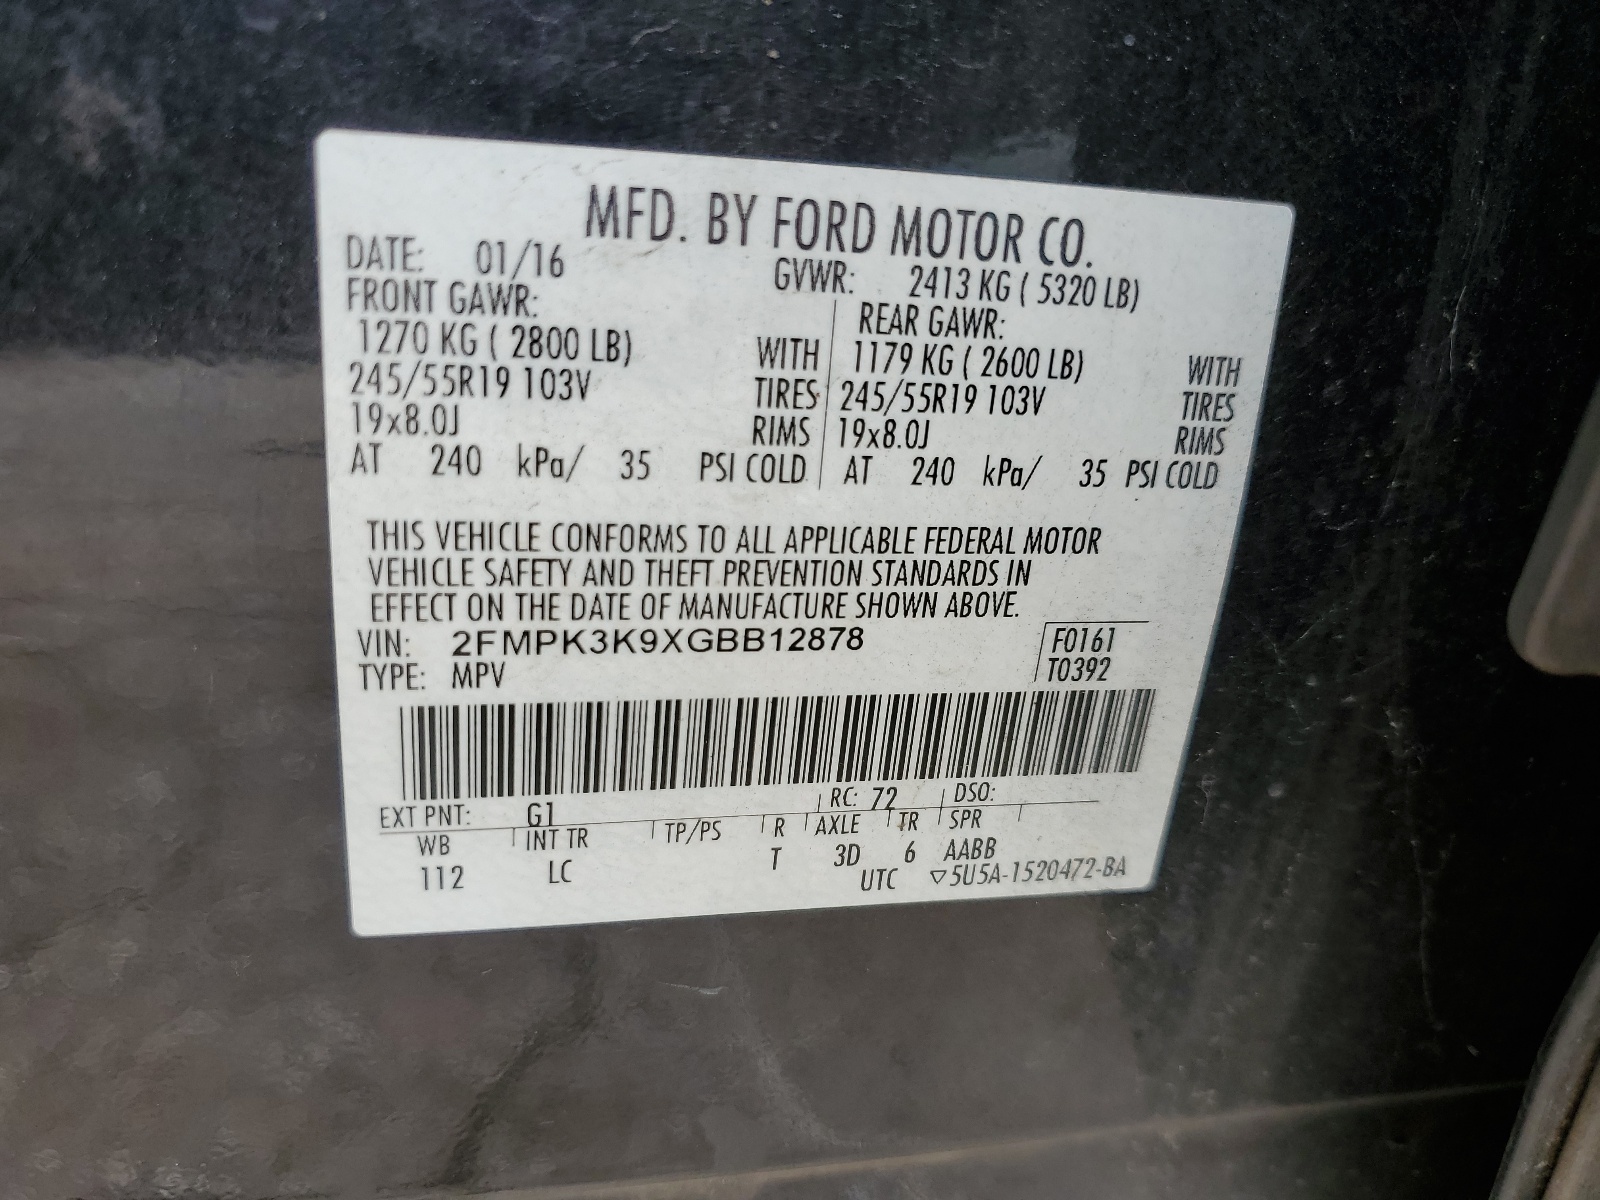 MFD. BY FORD MOTOR CO.
DATE: 01/16 GVWR: 2413 KG ( 5320 LB)
FRONT GAWR: REAR GAWR:
1270 KG ( 2800 LB) WITH 1179 KG ( 2600 LB) WITH
245/55R19 103V TIRES 245/55R19 103V TIRES
19x8.0J RIMS 19x8.0J RIMS
AT 240 kPa/ 35 PSI COLD AT 240 kPa/ 35 PSI COLD
THIS VEHICLE CONFORMS TO ALL APPLICABLE FEDERAL MOTOR
VEHICLE SAFETY AND THEFT PREVENTION STANDARDS IN
EFFECT ON THE DATE OF MANUFACTURE SHOWN ABOVE.
VIN: 2FMPK3K9XGBB12878 F0161
TYPE: MPV T0392
EXT PNT: G1 RC: 72 DSO:
WB INT TR TP/PS R AXLE TR SPR
112 LC T 3D 6 AABB
UTC ▽5U5A-1520472-BA